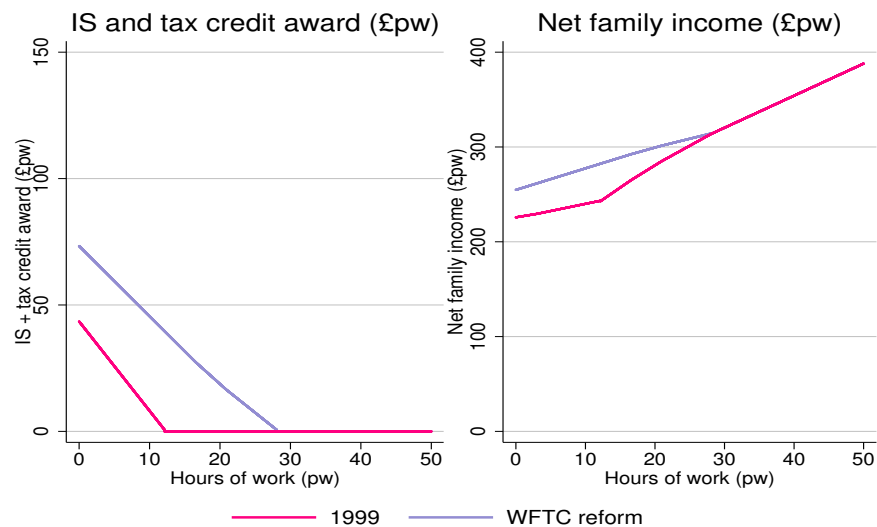 IS and tax credit award (£pw)
IS + tax credit award (£pw)
150
100
50
0
0 10 20 30 40 50
Hours of work (pw)
Net family income (£pw)
Net family income (£pw)
400
300
200
100
0
0 10 20 30 40 50
Hours of work (pw)
1999 WFTC reform